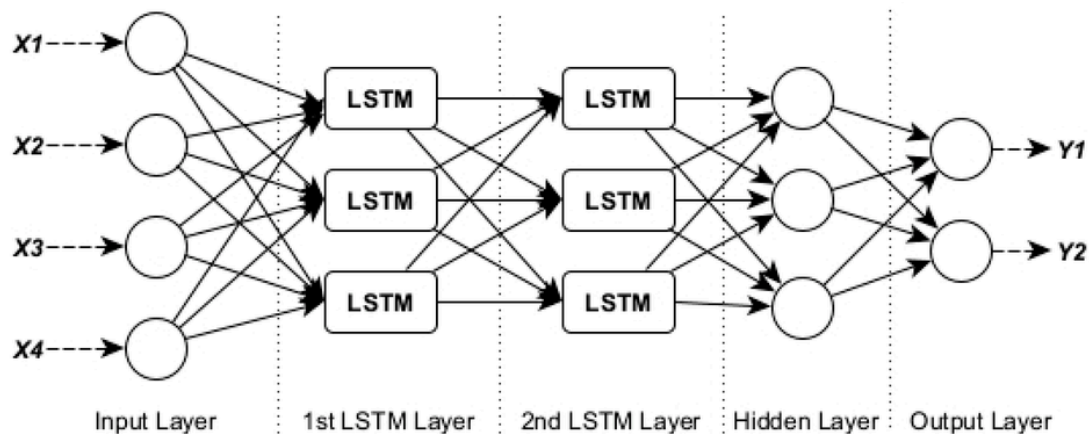 X1
X2
X3
X4
LSTM
LSTM
LSTM
LSTM
LSTM
LSTM
Y1
Y2
Input Layer
1st LSTM Layer
2nd LSTM Layer
Hidden Layer
Output Layer